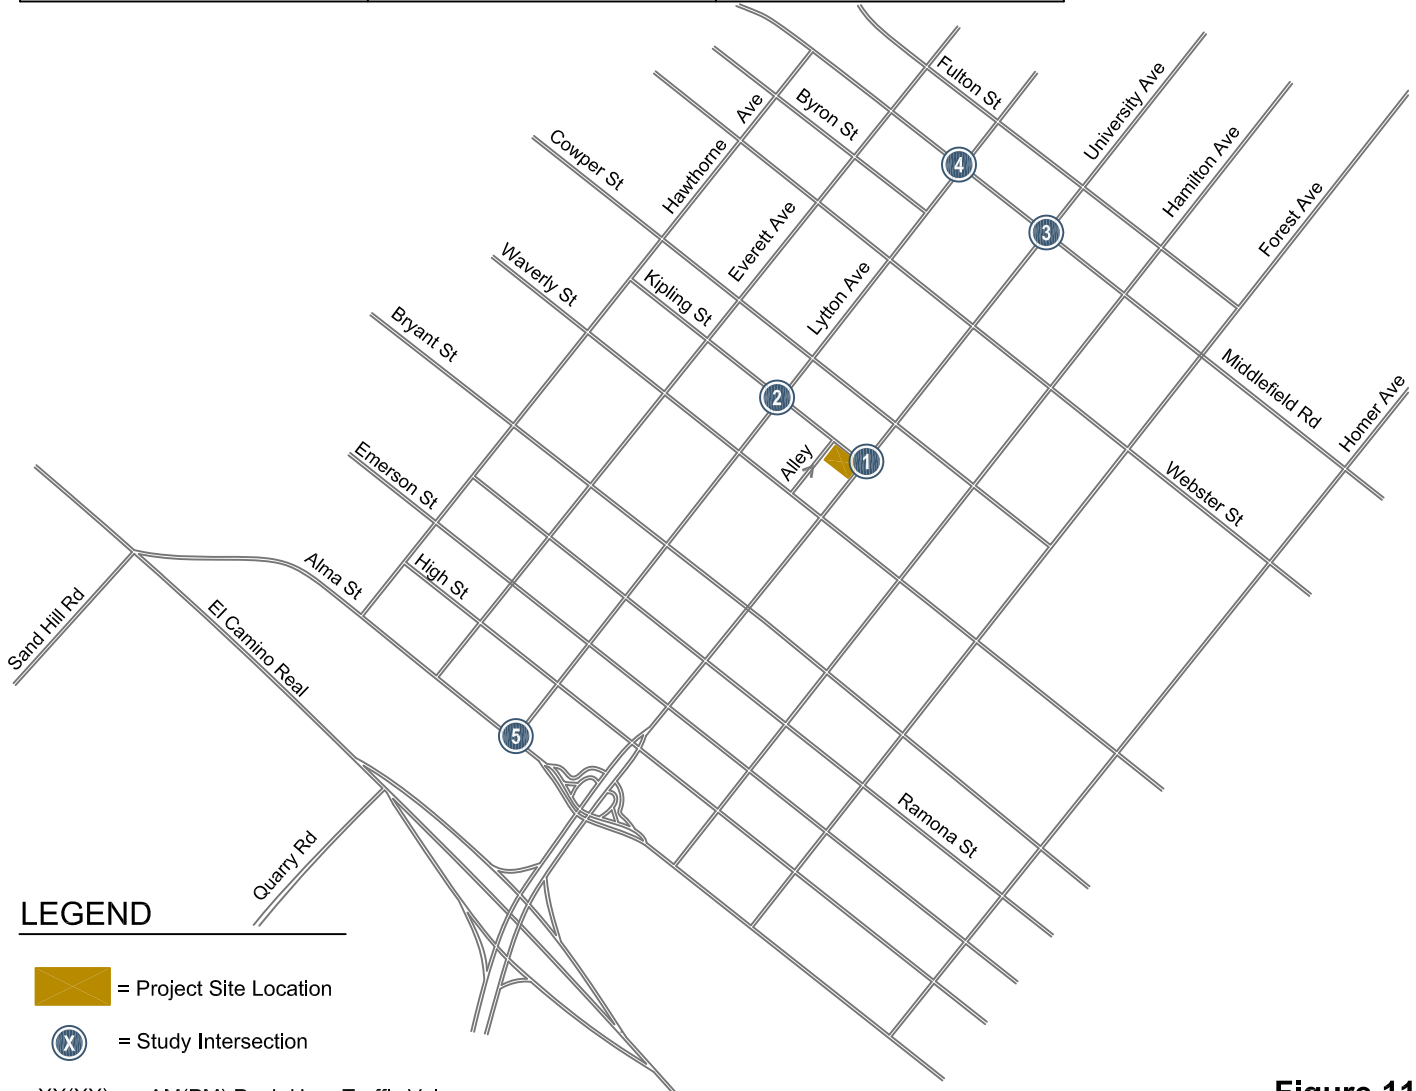 Fulton St
University Ave
Byron St
Hawthorne Ave
Hamilton Ave
4
Cowper St
Everett Ave
3
Forest Ave
Waverly St
Kipling St
Lytton Ave
Bryant St
Middlefield Rd
2
Homer Ave
Alley
1
Emerson St
Webster St
High St
Alma St
Sand Hill Rd
El Camino Real
5
Ramona St
Quarry Rd
LEGEND
= Project Site Location
X = Study Intersection
Figure 11